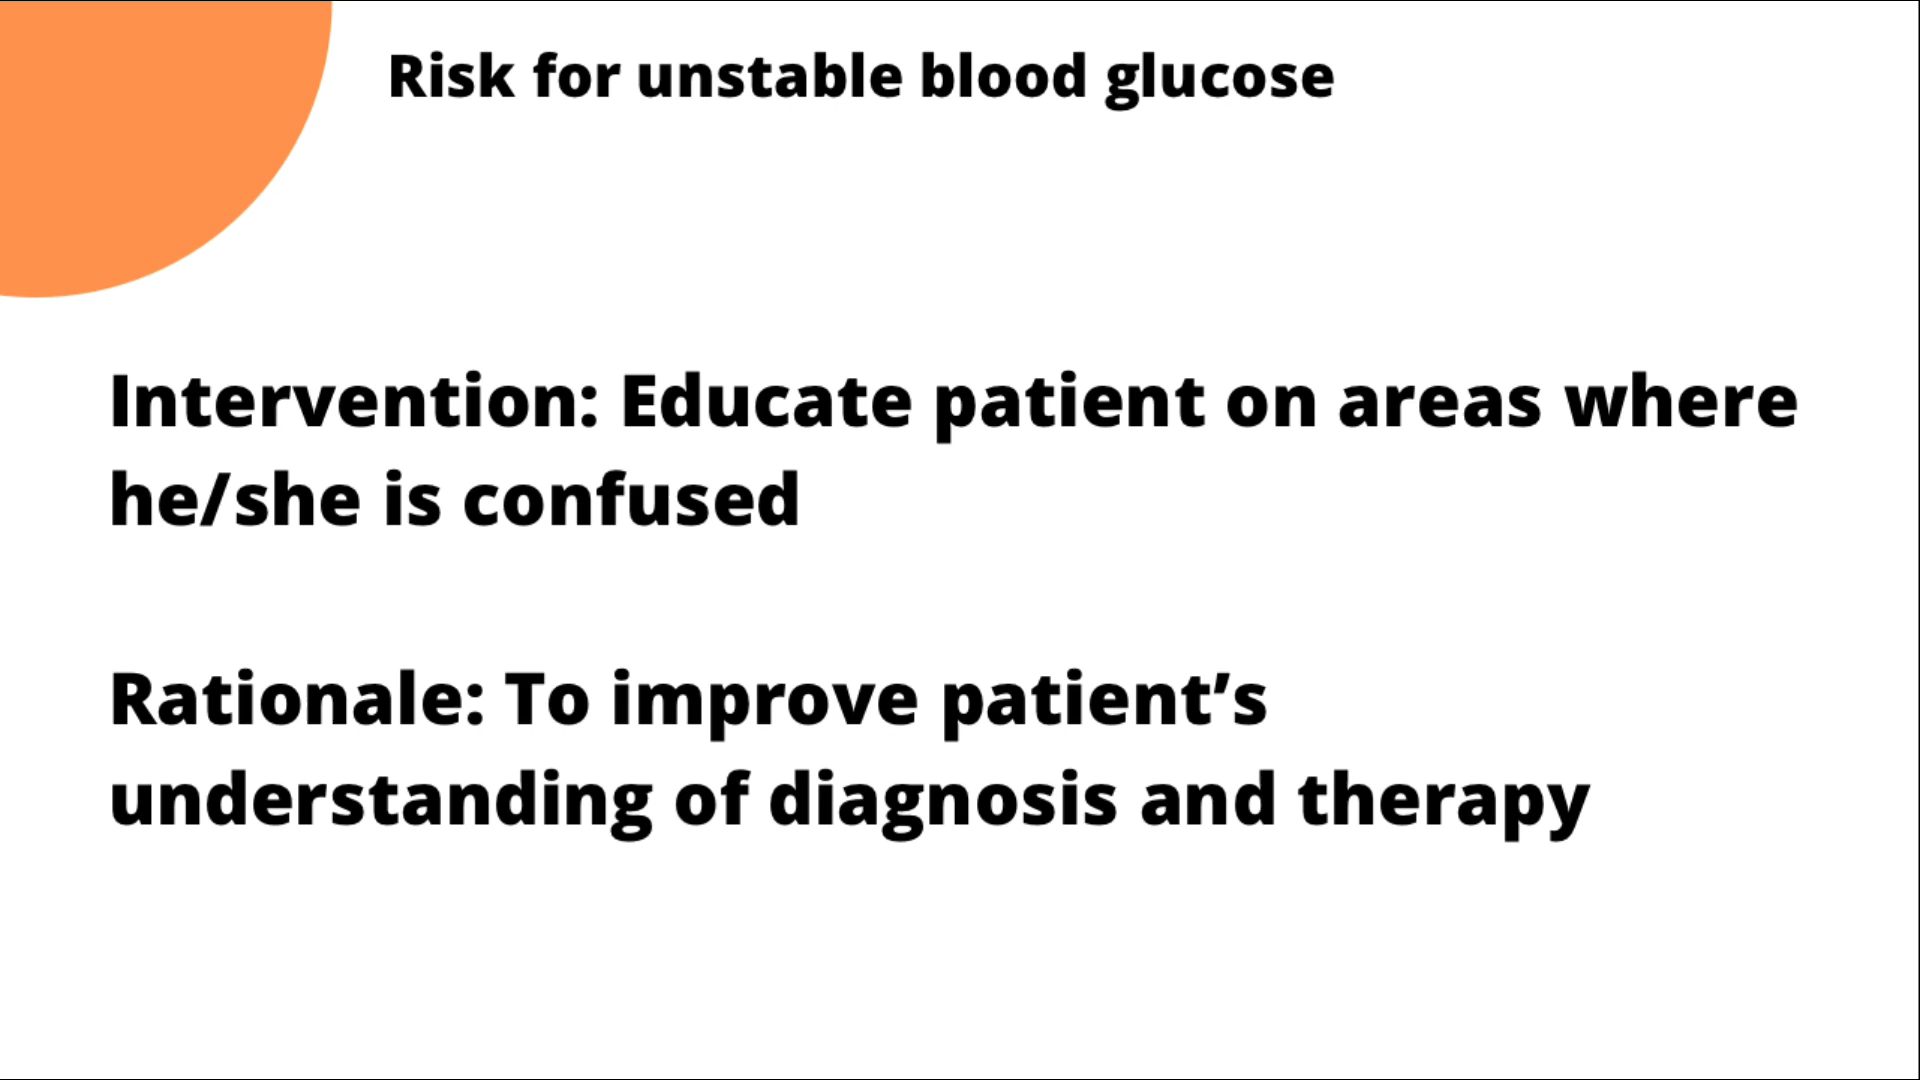 Risk for unstable blood glucose
Intervention: Educate patient on areas where
he/she is confused
Rationale: To improve patient’s
understanding of diagnosis and therapy